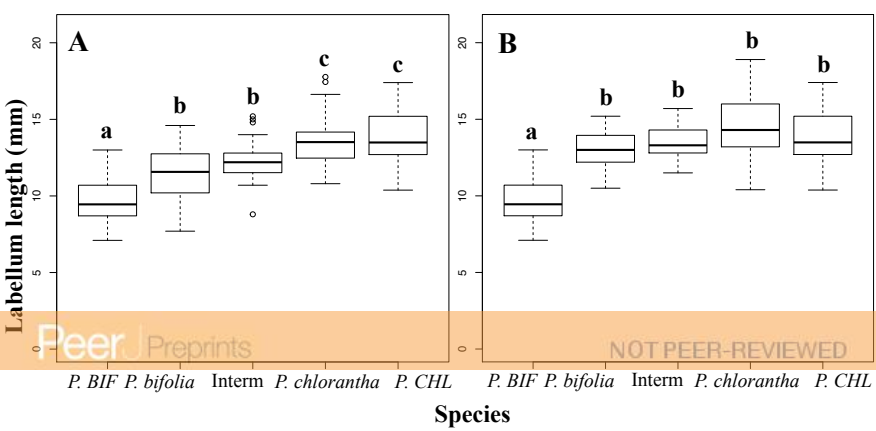 A
B
Labellum length (mm)
20
15
10
5
0
a
b
b
c
c
20
15
10
5
0
a
b
b
b
b
PeerJ Preprints
NOT PEER-REVIEWED
P. BIF P. bifolia Interm P. chlorantha P. CHL
P. BIF P. bifolia Interm P. chlorantha P. CHL
Species